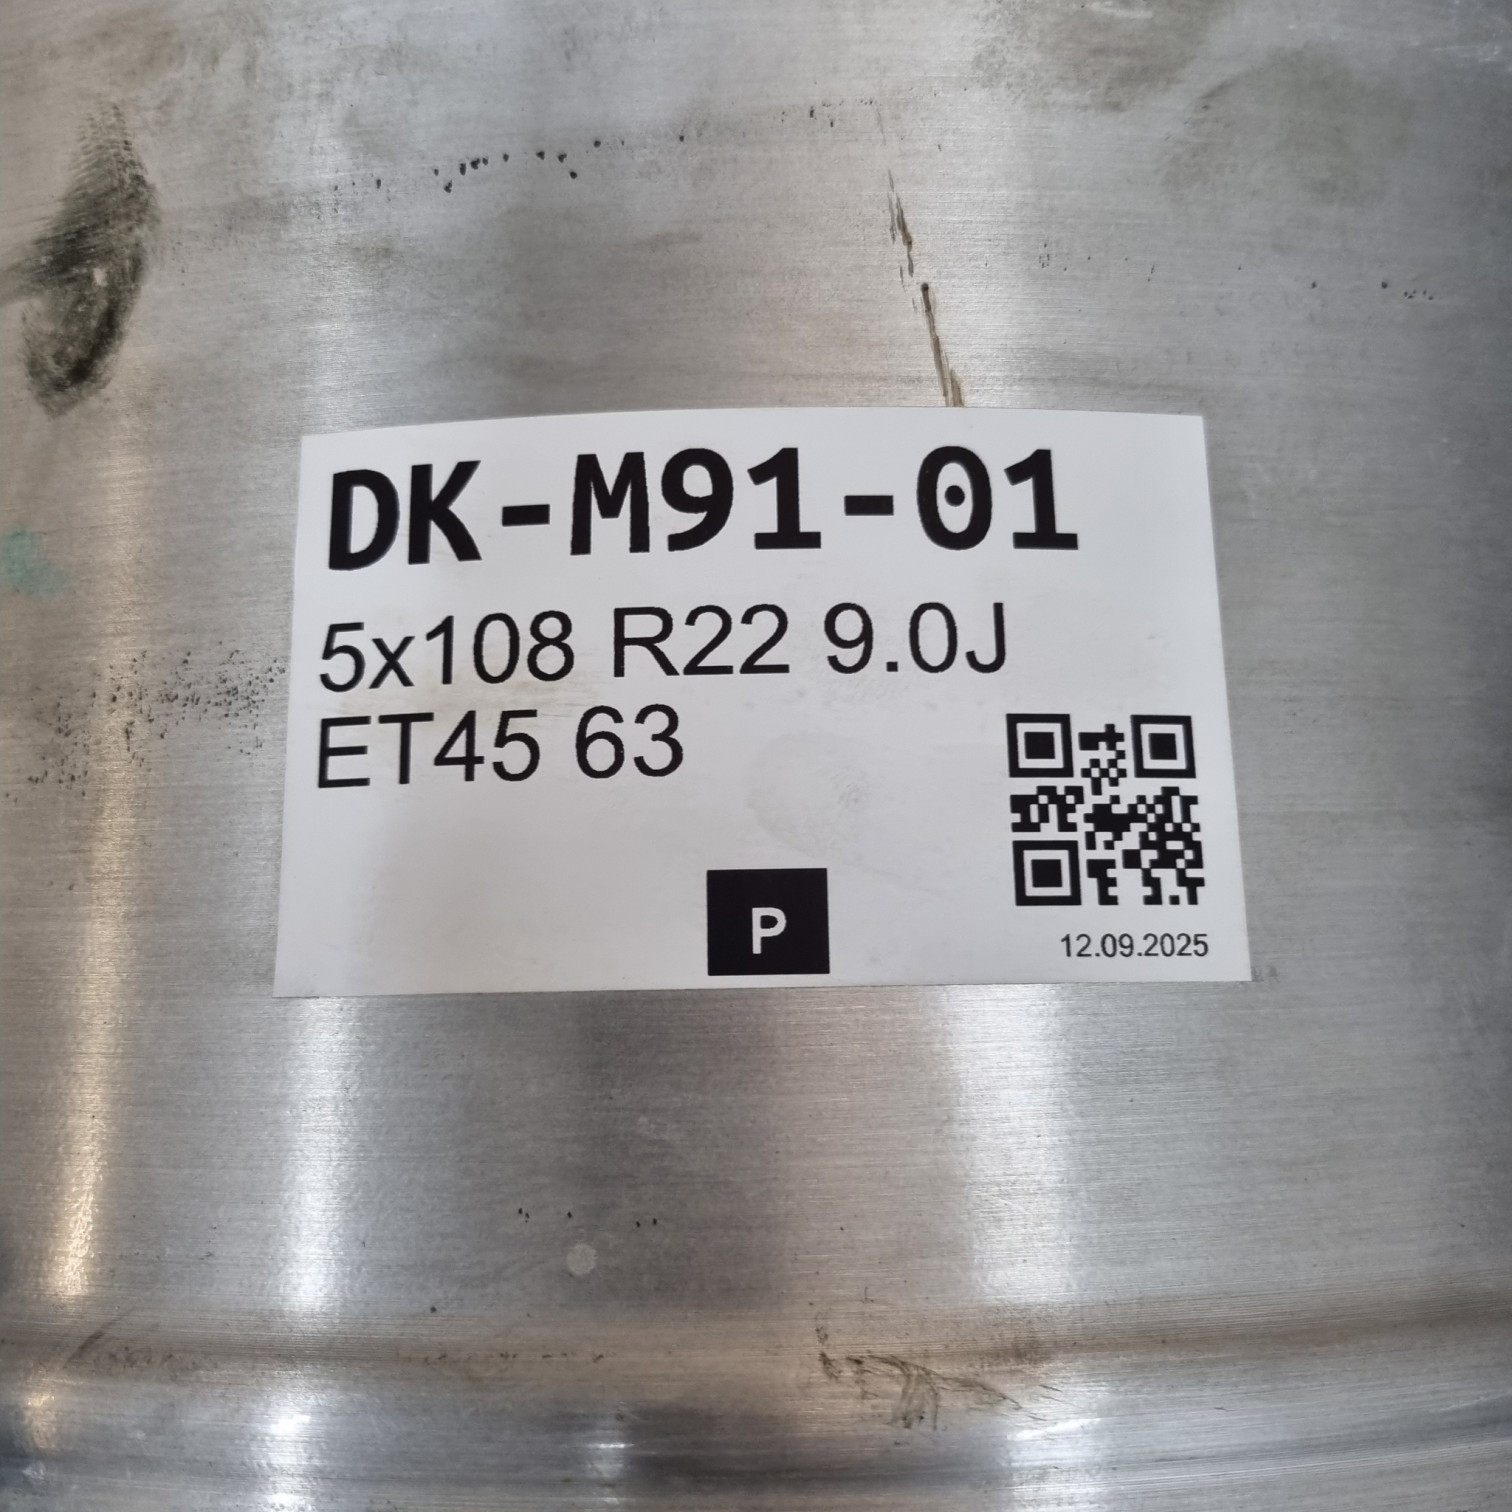 DK-M91-01
5x108 R22 9.0J
ET45 63
P
12.09.2025